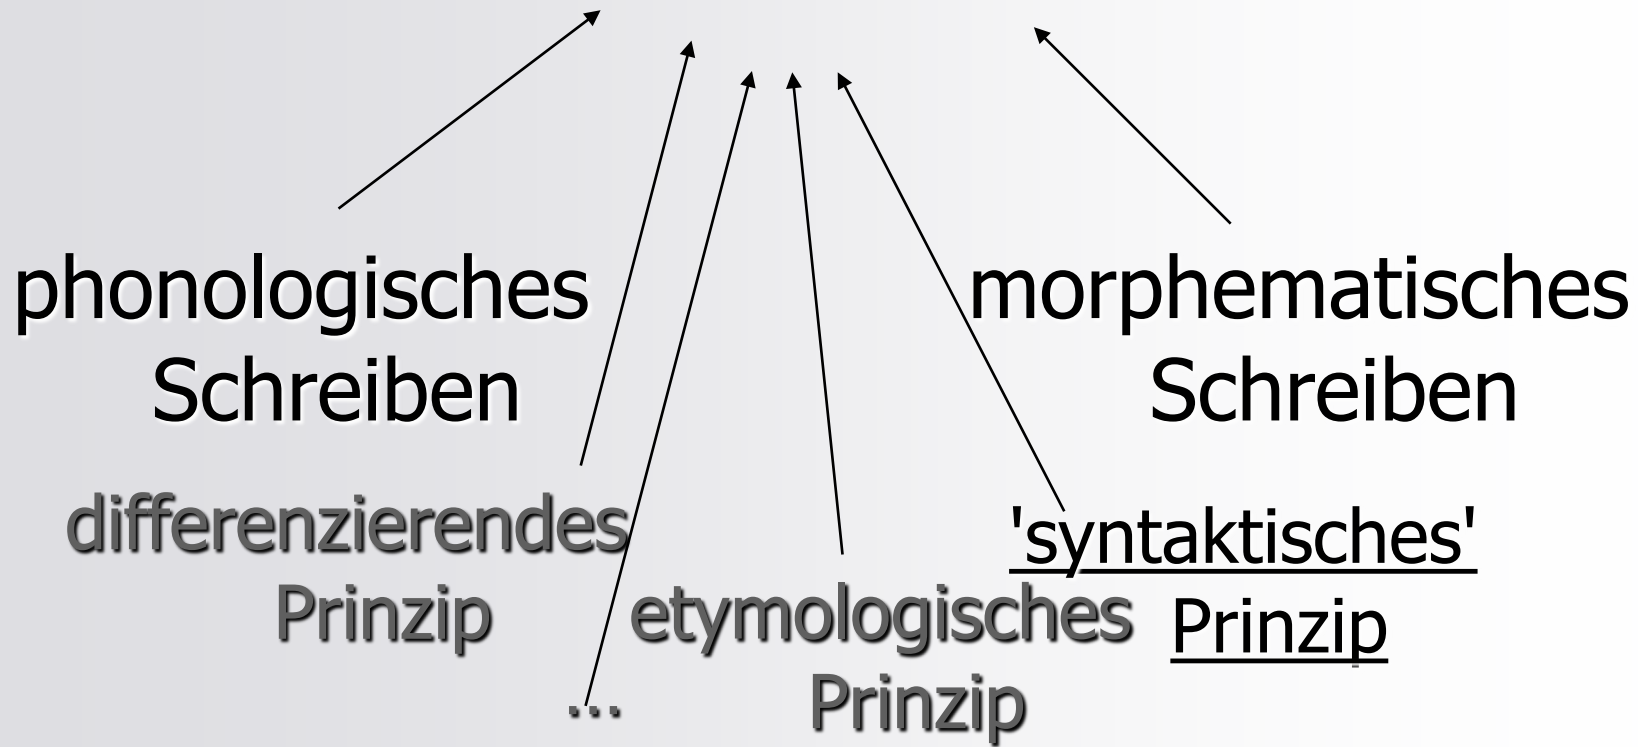 phonologisches
Schreiben
morphematisches
Schreiben
differenzierendes
Prinzip
etymologisches
Prinzip
'syntaktisches'
Prinzip
...